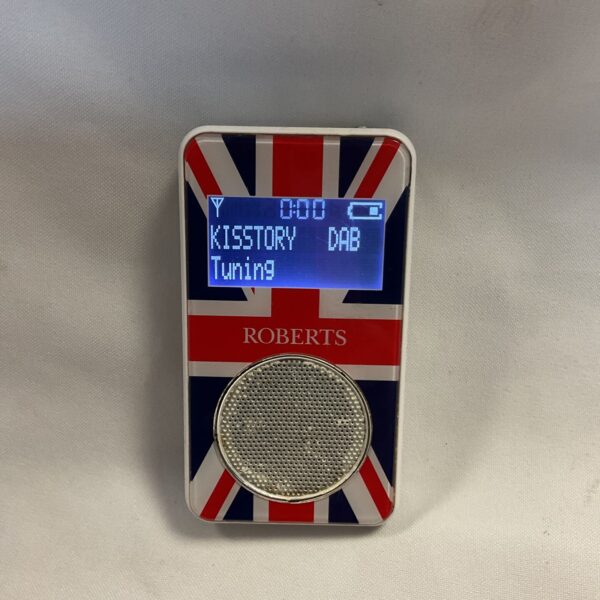 0:00
KISSTORY DAB
Tuning
ROBERTS